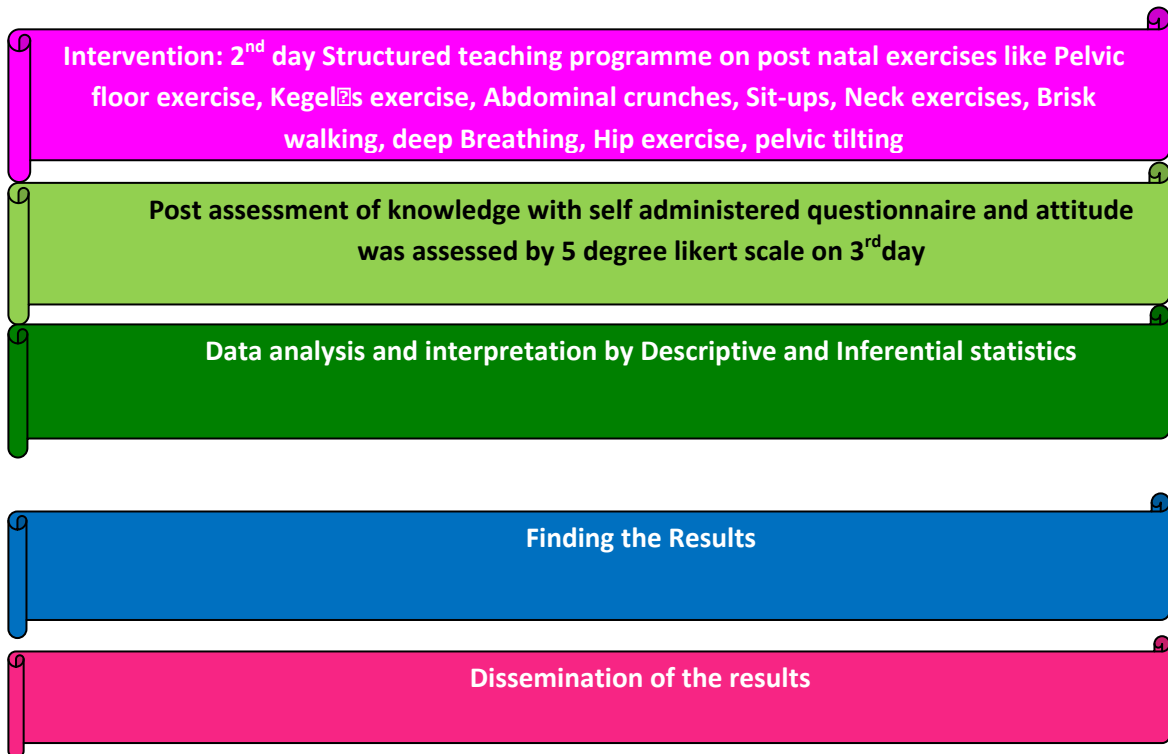 Intervention: 2nd day Structured teaching programme on post natal exercises like Pelvic
floor exercise, Kegel⍰s exercise, Abdominal crunches, Sit-ups, Neck exercises, Brisk
walking, deep Breathing, Hip exercise, pelvic tilting
Post assessment of knowledge with self administered questionnaire and attitude
was assessed by 5 degree likert scale on 3rdday
Data analysis and interpretation by Descriptive and Inferential statistics
Finding the Results
Dissemination of the results